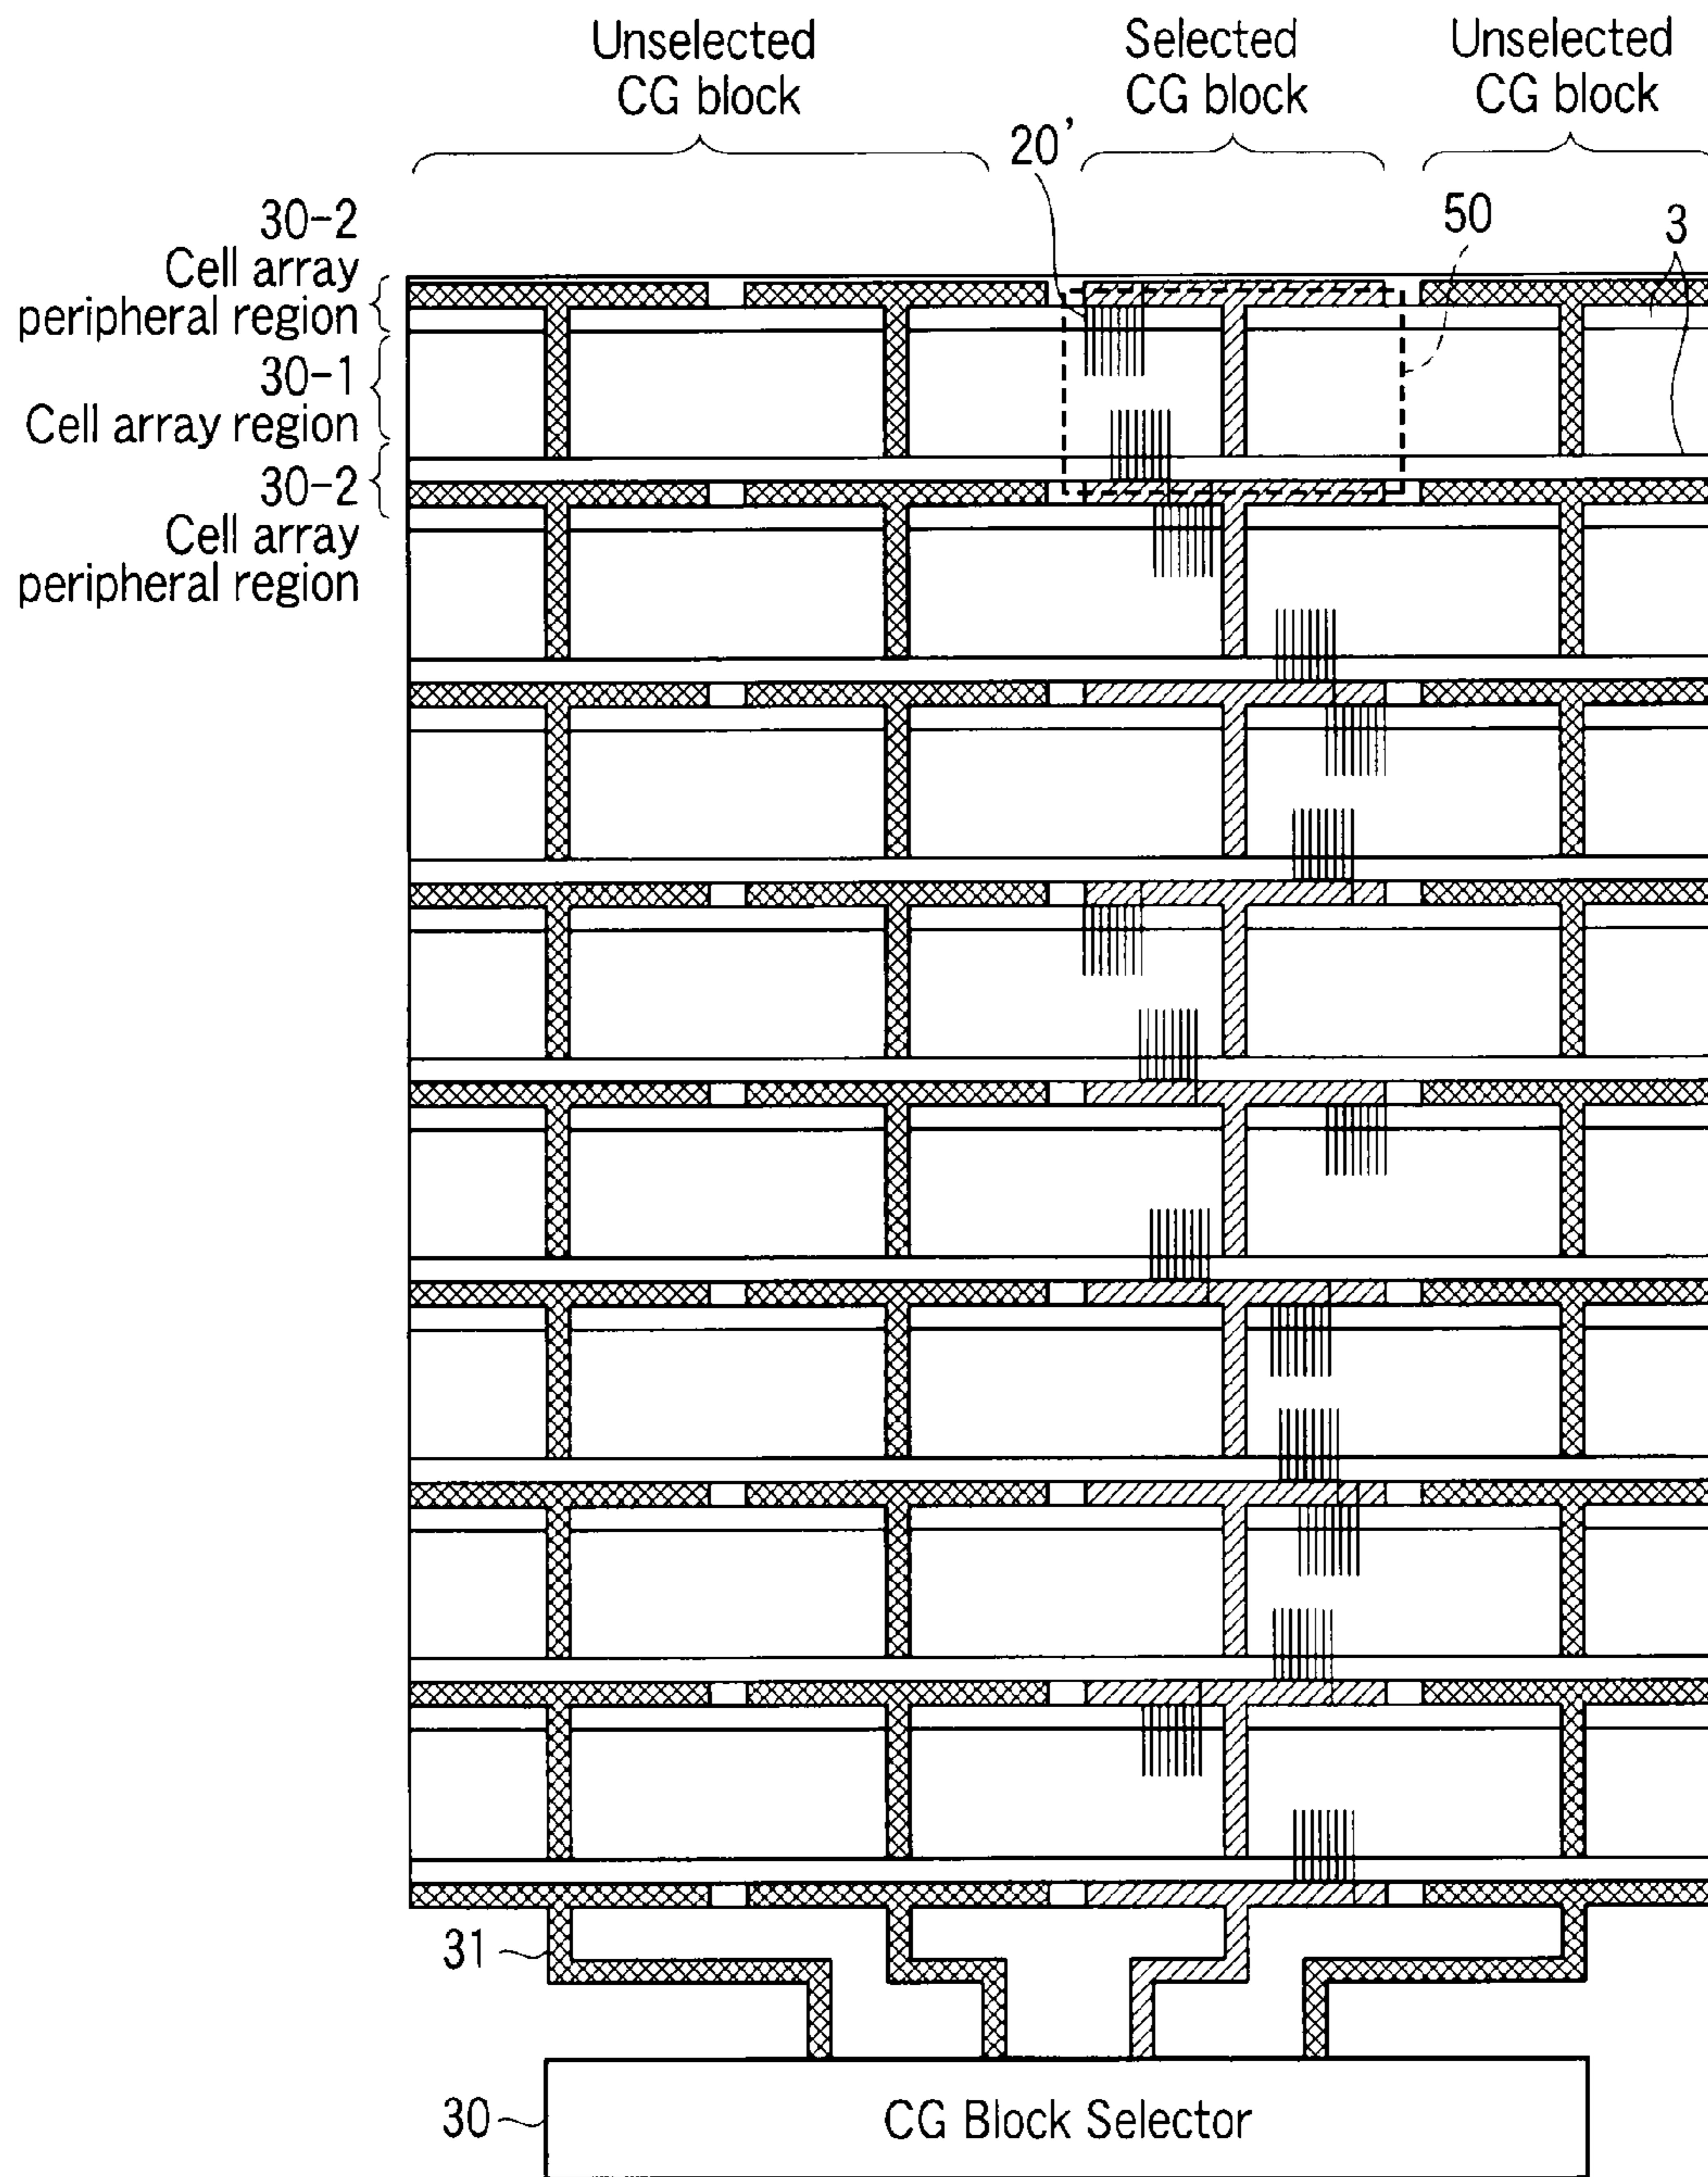 Unselected
CG block
Selected
CG block
Unselected
CG block
20'
50
3
30-2
Cell array
peripheral region
30-1
Cell array region
30-2
Cell array
peripheral region
31
30
CG Block Selector